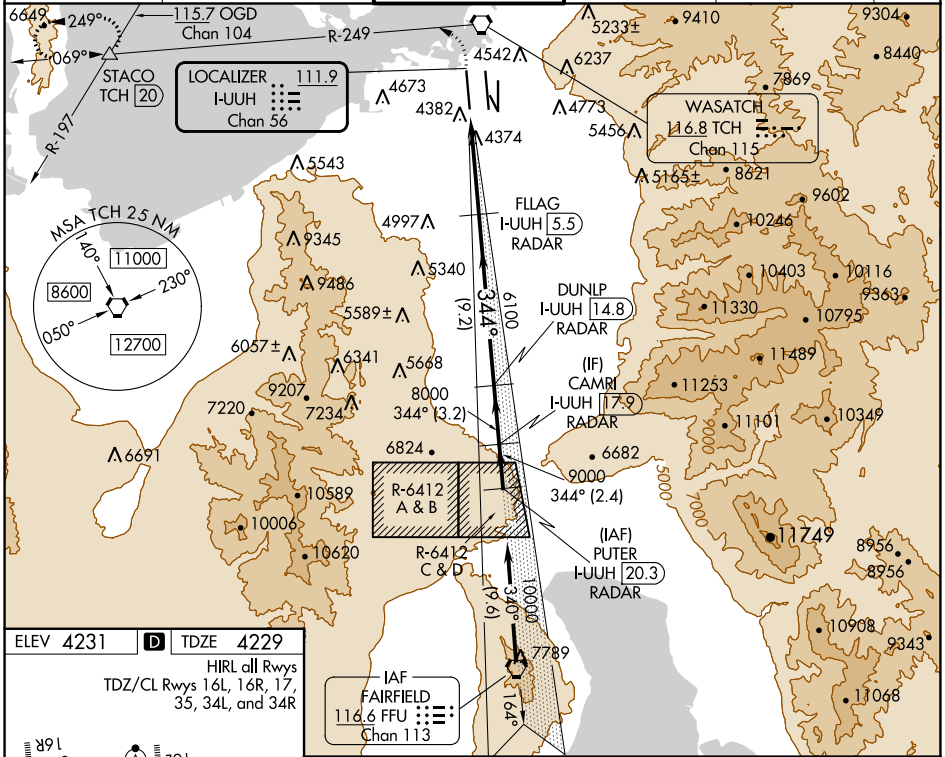 6649
249°
069°
115.7 OGD
Chan 104
R-249
STACO
TCH 20
R-197
LOCALIZER 111.9
I-UUH
Chan 56
4542
5233±
6237
9410
9304
8440
7869
4673
4382
4374
4773
5456
WASATCH
116.8 TCH
Chan 115
5165±
8621
5543
9602
10246
MSA TCH 25 NM
140°
11000
8600
230°
050°
12700
9345
4997
9486
5340
5589±
6057±
6341
5668
9207
7234
7220
6691
FLLAG
I-UUH 5.5
RADAR
344°
(9.2)
6100
DUNLP
I-UUH 14.8
RADAR
10403
10116
9363
11330
10795
11489
11253
(IF)
CAMRI
I-UUH 17.9
RADAR
8000
344° (3.2)
11101
10349
9000
7000
5000
6824
6682
9000
344° (2.4)
R-6412
A & B
R-6412
C & D
10589
10006
10620
(IAF)
PUTER
I-UUH 20.3
RADAR
11749
8956
8956
340°
(9.6)
10000
7789
164°
10908
9343
11068
IAF
FAIRFIELD
116.6 FFU
Chan 113
ELEV 4231
D
TDZE 4229
HIRL all Rwys
TDZ/CL Rwys 16L, 16R, 17,
35, 34L, and 34R
16R